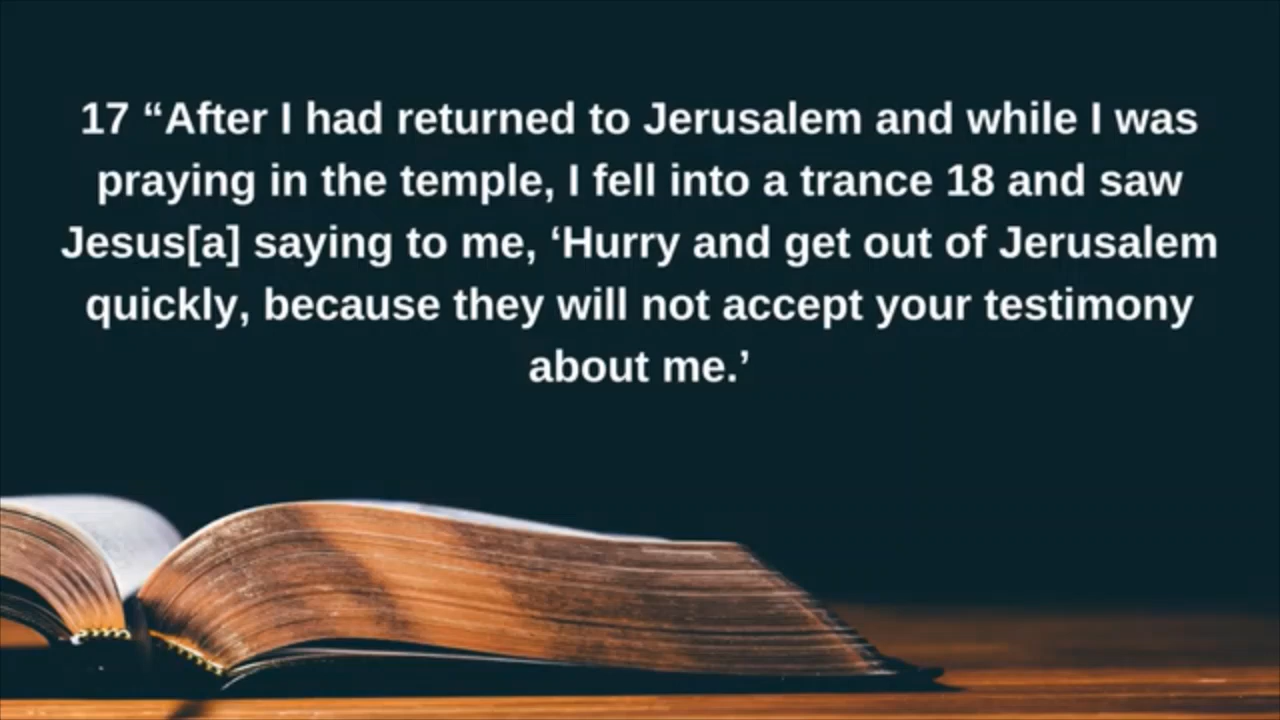 17 “After I had returned to Jerusalem and while I was
praying in the temple, I fell into a trance 18 and saw
Jesus[a] saying to me, ‘Hurry and get out of Jerusalem
quickly, because they will not accept your testimony
about me.’